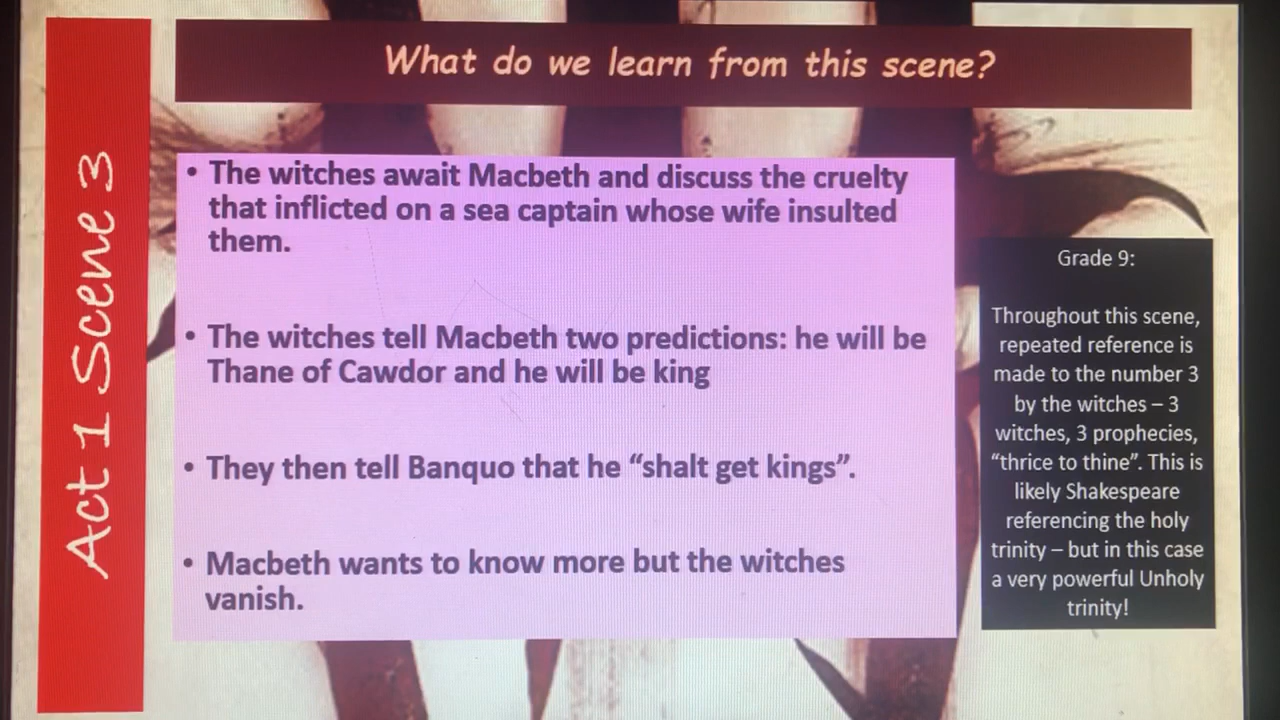 Act 1 Scene 3
What do we learn from this scene?
• The witches await Macbeth and discuss the cruelty
that inflicted on a sea captain whose wife insulted
them.
• The witches tell Macbeth two predictions: he will be
Thane of Cawdor and he will be king
• They then tell Banquo that he “shalt get kings”.
• Macbeth wants to know more but the witches
vanish.
Grade 9:
Throughout this scene,
repeated reference is
made to the number 3
by the witches – 3
witches, 3 prophecies,
“thrice to thine”. This is
likely Shakespeare
referencing the holy
trinity – but in this case
a very powerful Unholy
trinity!